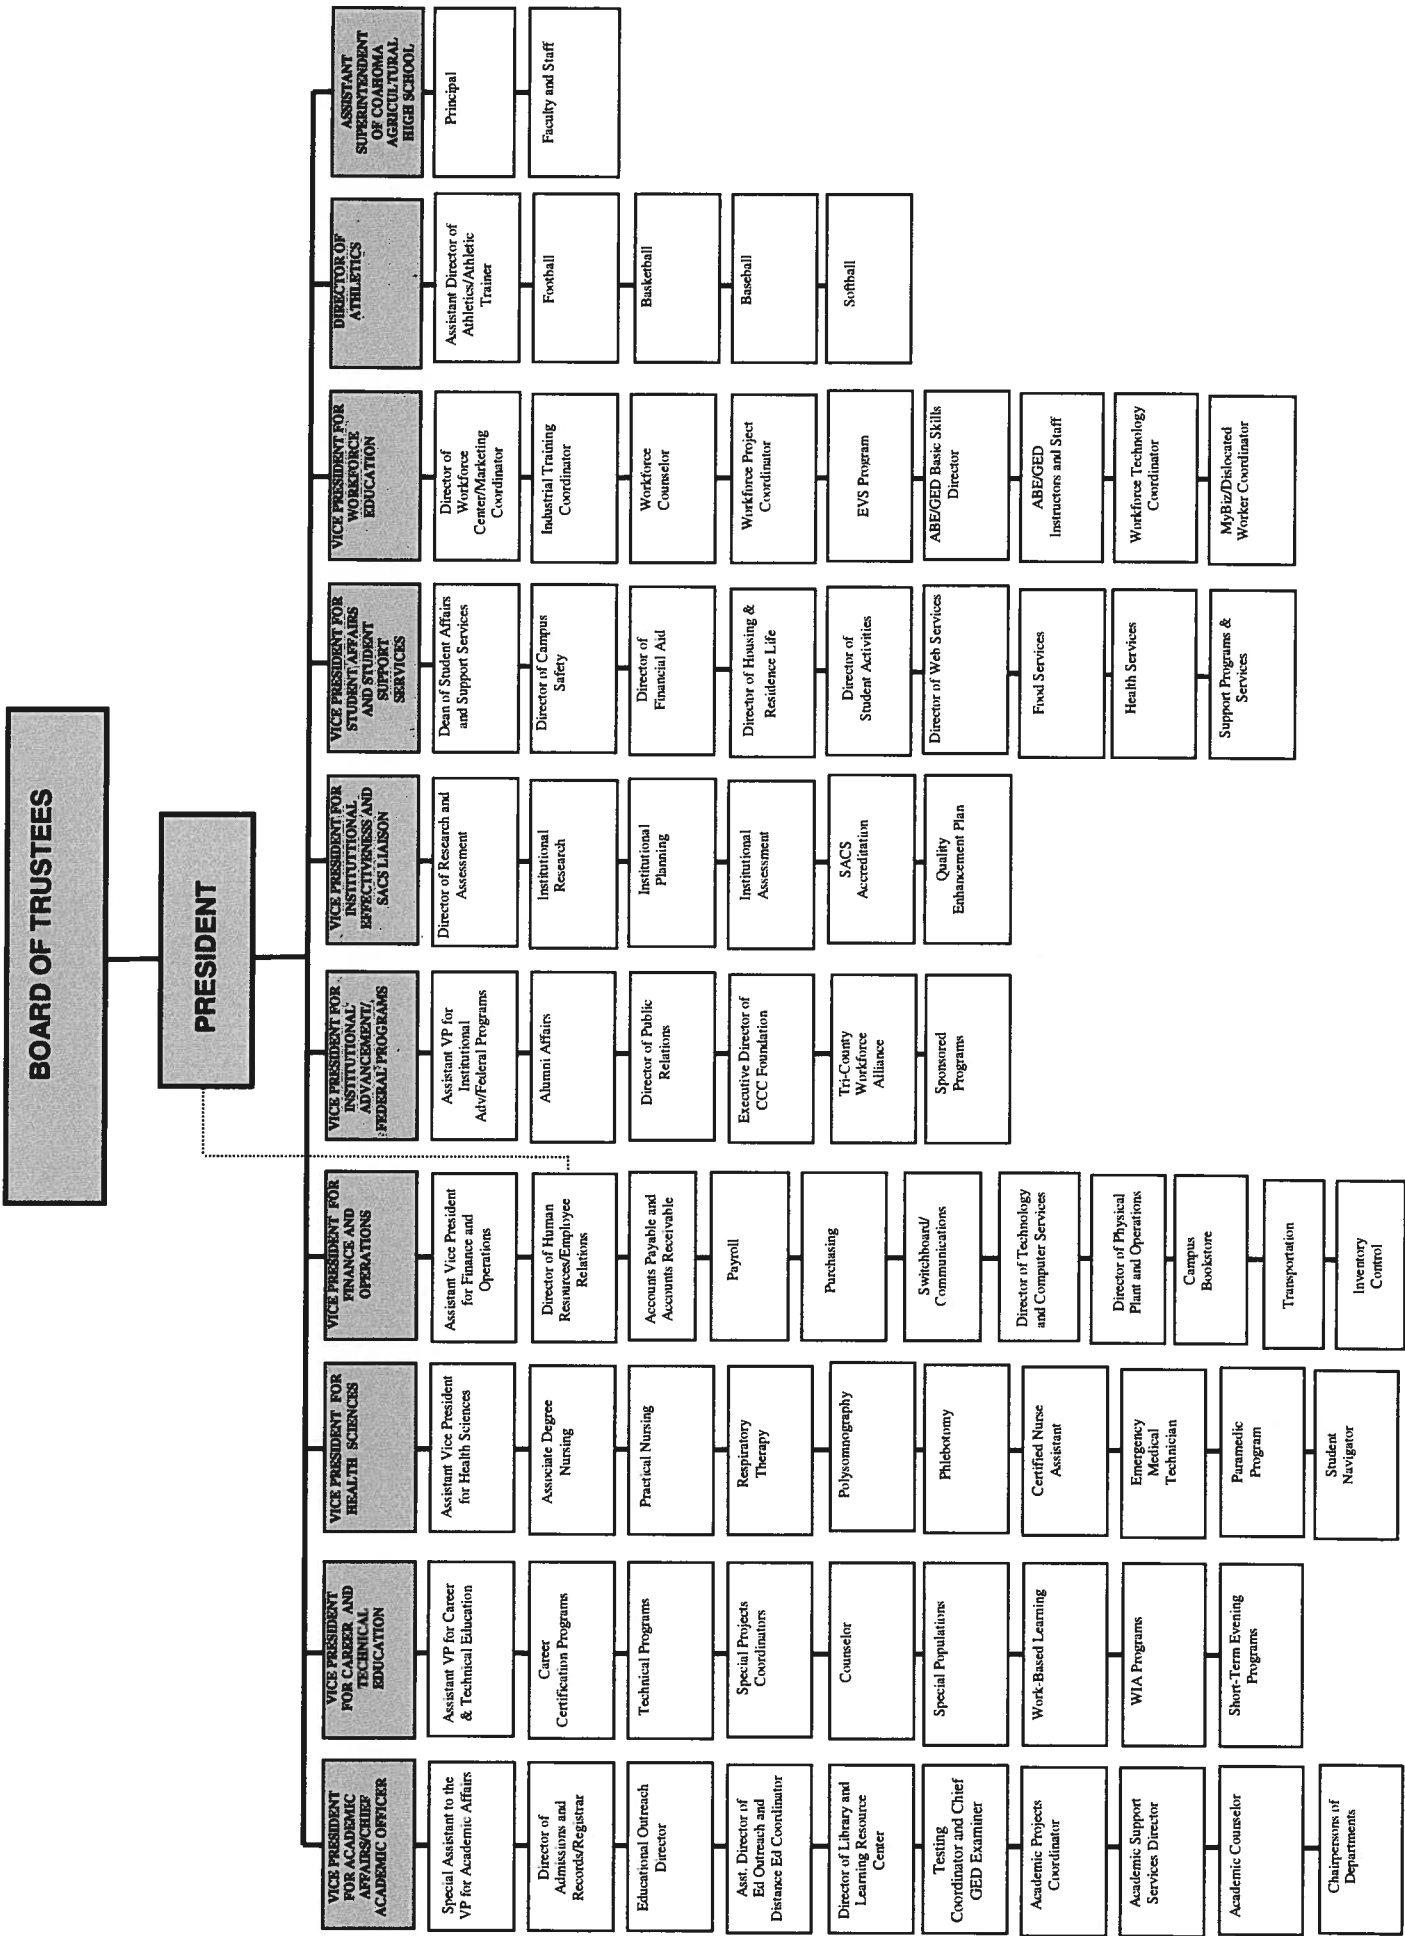 BOARD OF TRUSTEES
PRESIDENT
VICE PRESIDENT
FOR ACADEMIC
AFFAIRS/CHIEF
ACADEMIC OFFICER
Special Assistant to the
VP for Academic Affairs
Director of
Admissions and
Records/Registrar
Educational Outreach
Director
Asst. Director of
Ed Outreach and
Distance Ed Coordinator
Director of Library and
Learning Resource
Center
Testing
Coordinator and Chief
GED Examiner
Academic Projects
Coordinator
Academic Support
Services Director
Academic Counselor
Chairpersons of
Departments
VICE PRESIDENT
FOR CAREER AND
TECHNICAL
EDUCATION
Assistant VP for Career
& Technical Education
Career
Certification Programs
Technical Programs
Special Projects
Coordinators
Counselor
Special Populations
Work-Based Learning
WIA Programs
Short-Term Evening
Programs
VICE PRESIDENT FOR
HEALTH SCIENCES
Assistant Vice President
for Health Sciences
Associate Degree
Nursing
Practical Nursing
Respiratory
Therapy
Polysomnography
Phlebotomy
Certified Nurse
Assistant
Emergency
Medical
Technician
Paramedic
Program
Student
Navigator
VICE PRESIDENT FOR
FINANCE AND
OPERATIONS
Assistant Vice President
for Finance and
Operations
Director of Human
Resources/Employee
Relations
Accounts Payable and
Accounts Receivable
Payroll
Purchasing
Switchboard/
Communications
Director of Technology
and Computer Services
Director of Physical
Plant and Operations
Campus
Bookstore
Transportation
Inventory
Control
VICE PRESIDENT FOR
INSTITUTIONAL
ADVANCEMENT/
FEDERAL PROGRAMS
Assistant VP for
Institutional
Adv/Federal Programs
Alumni Affairs
Director of Public
Relations
Executive Director of
CCC Foundation
Tri-County
Workforce
Alliance
Sponsored
Programs
VICE PRESIDENT FOR
INSTITUTIONAL
EFFECTIVENESS AND
SACS LIAISON
Director of Research and
Assessment
Institutional
Research
Institutional
Planning
Institutional
Assessment
SACS
Accreditation
Quality
Enhancement Plan
VICE PRESIDENT FOR
STUDENT AFFAIRS
AND STUDENT
SUPPORT
SERVICES
Dean of Student Affairs
and Support Services
Director of Campus
Safety
Director of
Financial Aid
Director of Housing &
Residence Life
Director of
Student Activities
Director of Web Services
Food Services
Health Services
Support Programs &
Services
VICE PRESIDENT FOR
WORKFORCE
EDUCATION
Director of
Workforce
Center/Marketing
Coordinator
Industrial Training
Coordinator
Workforce
Counselor
Workforce Project
Coordinator
EVS Program
ABE/GED Basic Skills
Director
ABE/GED
Instructors and Staff
Workforce Technology
Coordinator
MyBiz/Dislocated
Worker Coordinator
DIRECTOR OF
ATHLETICS
Assistant Director of
Athletics/Athletic
Trainer
Football
Basketball
Baseball
Softball
ASSISTANT
SUPERINTENDENT
OF COAHOMA
AGRICULTURAL
HIGH SCHOOL
Principal
Faculty and Staff